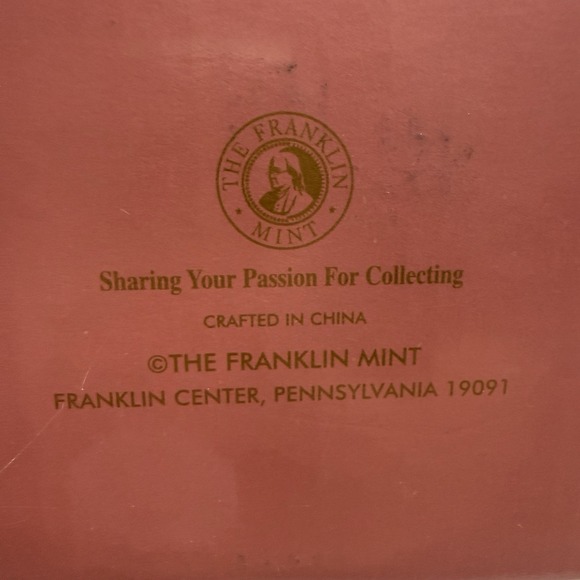 THE FRANKLIN
MINT
Sharing Your Passion For Collecting
CRAFTED IN CHINA
©THE FRANKLIN MINT
FRANKLIN CENTER, PENNSYLVANIA 19091